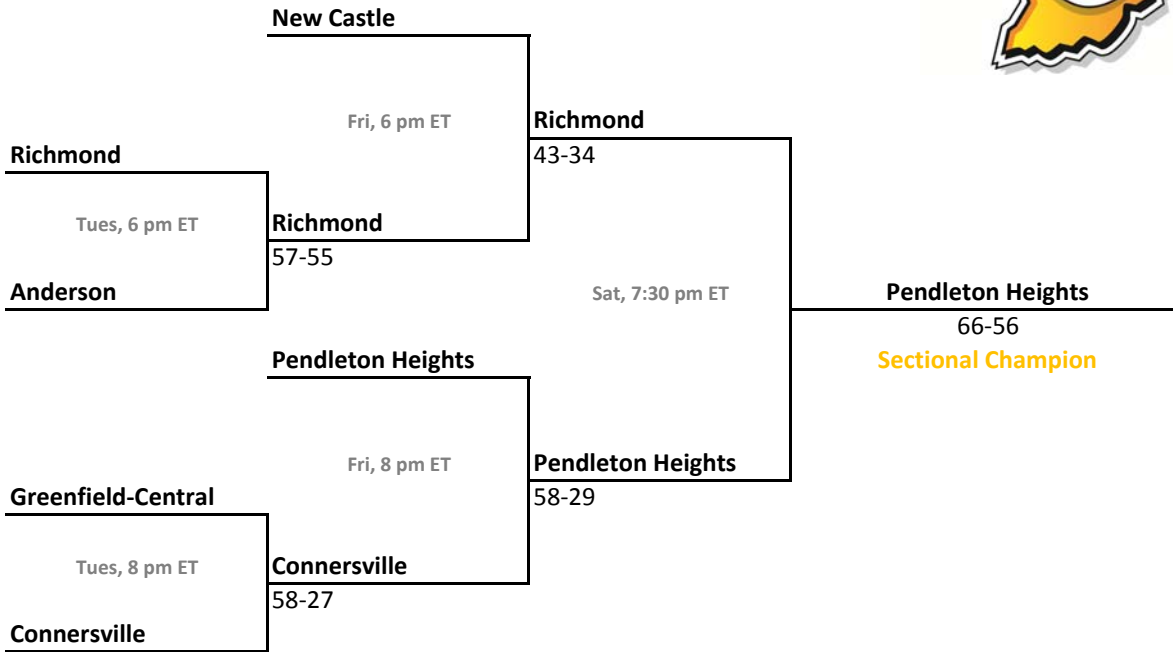 New Castle
Fri, 6 pm ET
Richmond
Richmond
43-34
Tues, 6 pm ET
Richmond
57-55
Anderson
Sat, 7:30 pm ET
Pendleton Heights
66-56
Pendleton Heights
Sectional Champion
Fri, 8 pm ET
Pendleton Heights
Greenfield-Central
58-29
Tues, 8 pm ET
Connersville
58-27
Connersville